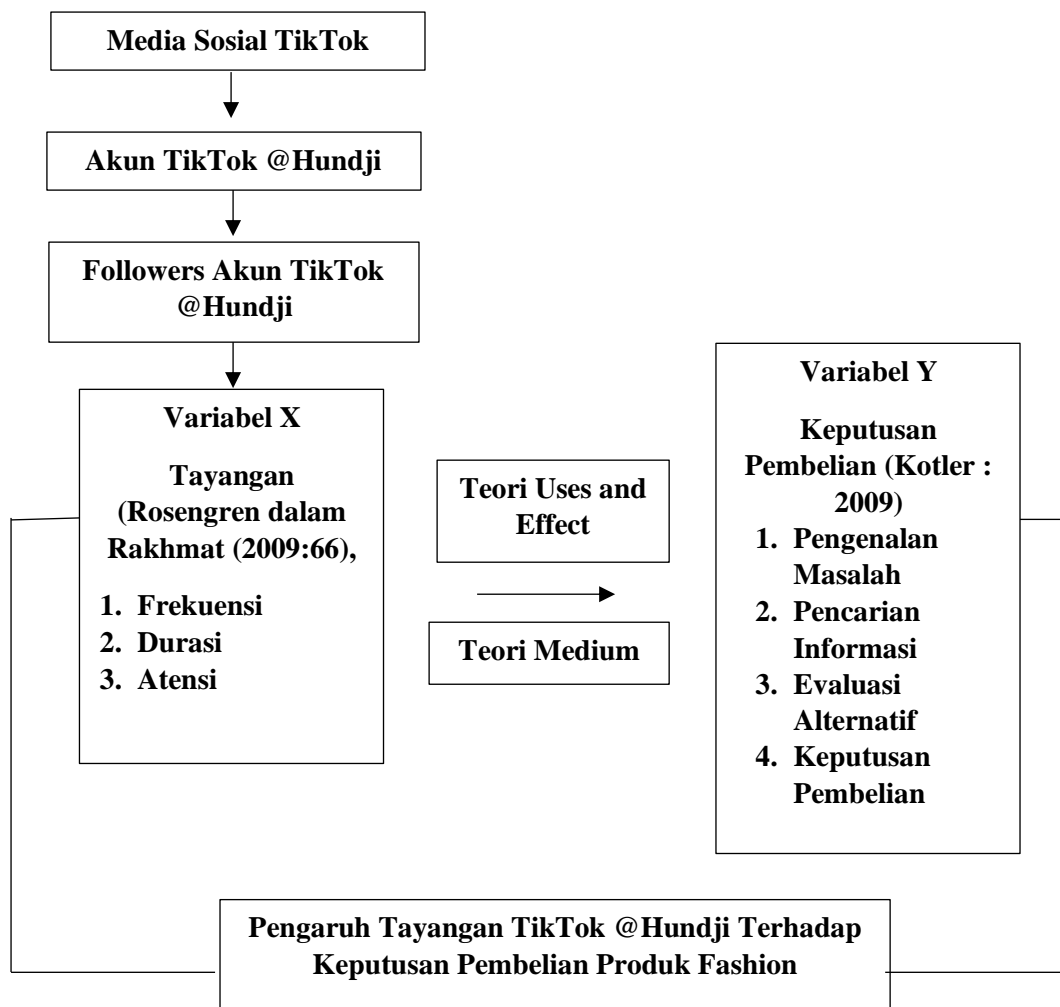 Media Sosial TikTok
Akun TikTok @Hundji
Followers Akun TikTok
@Hundji
Variabel X
Tayangan
(Rosengren dalam
Rakhmat (2009:66),
1. Frekuensi
2. Durasi
3. Atensi
Teori Uses and
Effect
Teori Medium
Variabel Y
Keputusan
Pembelian (Kotler :
2009)
1. Pengenalan
Masalah
2. Pencarian
Informasi
3. Evaluasi
Alternatif
4. Keputusan
Pembelian
Pengaruh Tayangan TikTok @Hundji Terhadap
Keputusan Pembelian Produk Fashion